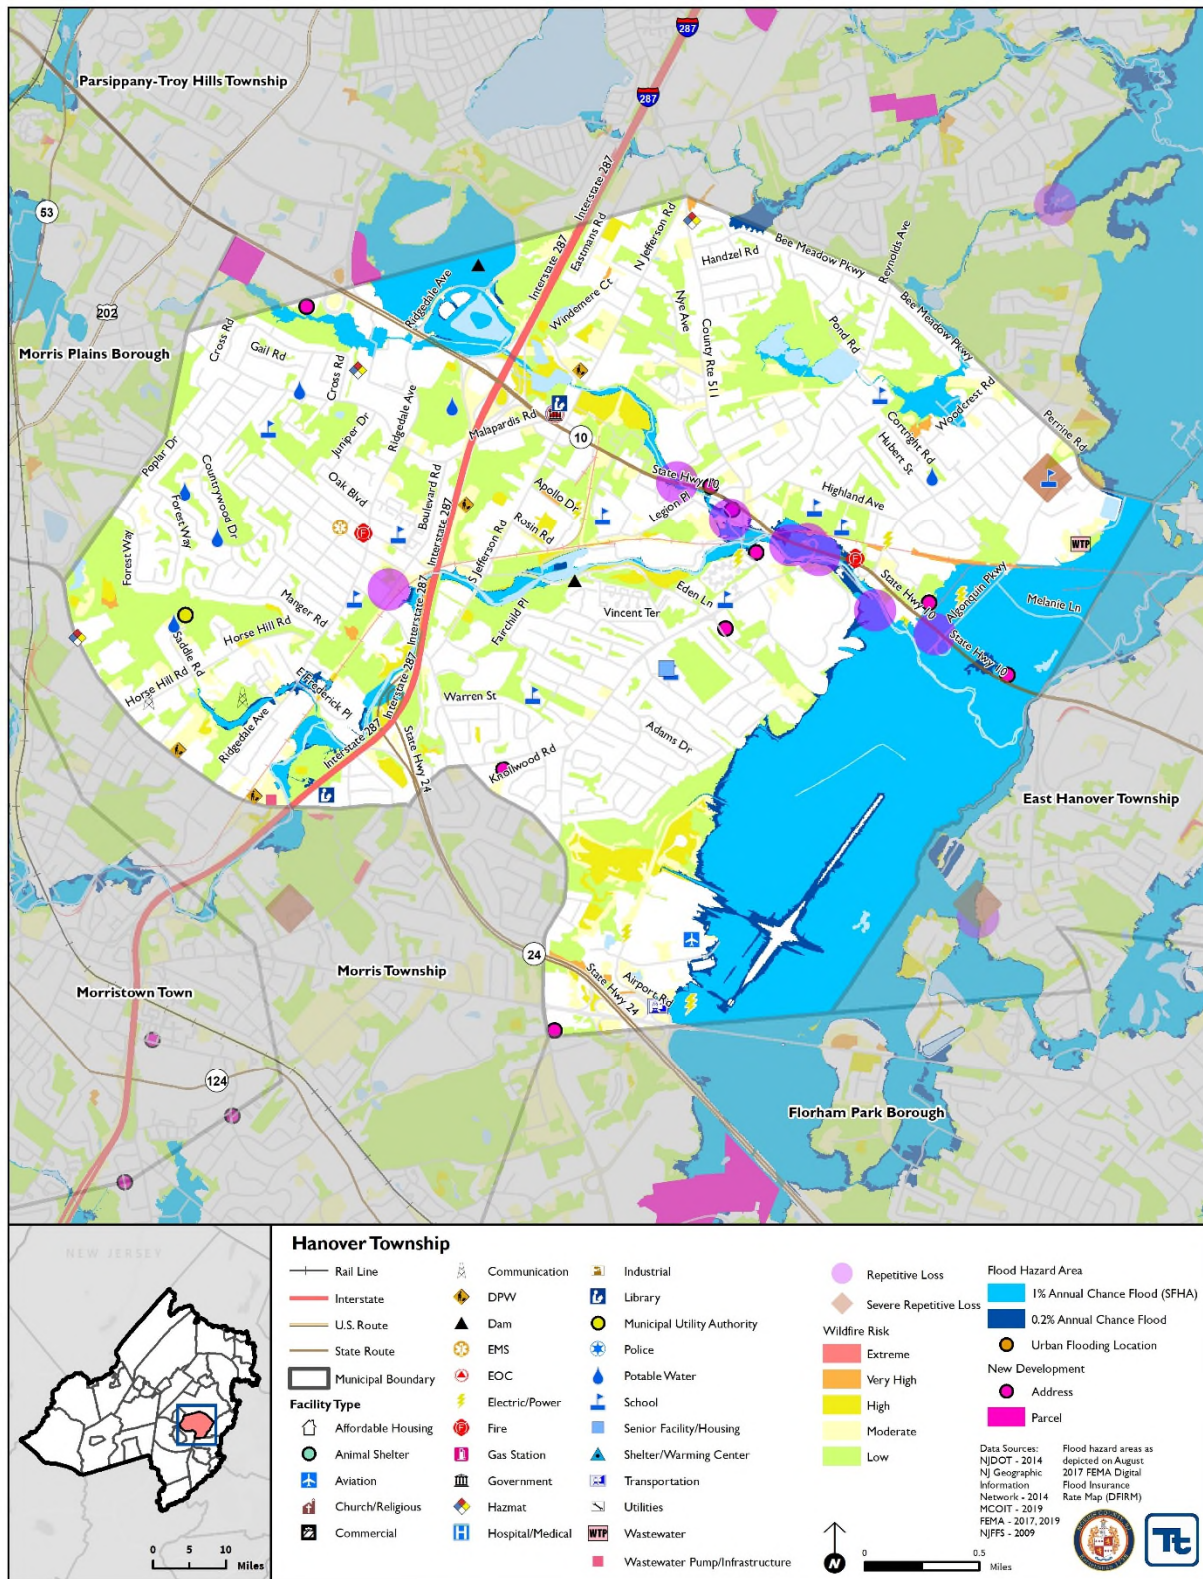 287
287
Parsippany-Troy Hills Township
Interstate 287
53
Eastmans Rd
N Jefferson Rd
Interstate 287
Handzel Rd
Bee Meadow Pkwy
Reynolds Ave
Ridgedale Ave
Windemere Ct
Nye Ave
Bee Meadow Pkwy
202
Cross Rd
Interstate 287
County Rte 511
Pond Rd
Morris Plains Borough
Gail Rd
Cross Rd
Woodcrest Rd
Juniper Dr
Ridgedale Ave
Malapardis Rd
10
Cortright Rd
Perrine Rd
Poplar Dr
Hubert St
Countrywood Dr
Boulevard Rd
State Hwy 10
Oak Blvd
Apollo Dr
Legion Pl
Highland Ave
Forest Way
Rosin Rd
Interstate 287
S Jefferson Rd
WTP
Forest Way
State Hwy 10
Algonquin Pkwy
Manger Rd
Eden Ln
Melanie Ln
Fairchild Pl
Vincent Ter
Horse Hill Rd
Interstate 287
State Hwy 10
Saddle Rd
Horse Hill Rd
E Frederick Pl
Interstate 287
Warren St
Ridgedale Ave
Adams Dr
Interstate 287
State Hwy 24
Knollwood Rd
East Hanover Township
24
Morris Township
Airport Rd
State Hwy 24
Morristown Town
124
Florham Park Borough
NEW JERSEY
0 5 10
Miles
Hanover Township
Rail Line
Interstate
U.S. Route
State Route
Municipal Boundary
Facility Type
Affordable Housing
Animal Shelter
Aviation
Church/Religious
Commercial
Communication
DPW
Dam
EMS
EOC
Electric/Power
Fire
Gas Station
Government
Hazmat
Hospital/Medical
Industrial
Library
Municipal Utility Authority
Police
Potable Water
School
Senior Facility/Housing
Shelter/Warming Center
Transportation
Utilities
WTP Wastewater
Wastewater Pump/Infrastructure
Repetitive Loss
Severe Repetitive Loss
Wildfire Risk
Extreme
Very High
High
Moderate
Low
Flood Hazard Area
1% Annual Chance Flood (SFHA)
0.2% Annual Chance Flood
Urban Flooding Location
New Development
Address
Parcel
Data Sources:
NJDOT - 2014
NJ Geographic
Information
Network - 2014
MCOIT - 2019
FEMA - 2017, 2019
NJFFS - 2009
Flood hazard areas as
depicted on August
2017 FEMA Digital
Flood Insurance
Rate Map (DFIRM)
N
0 0.5
Miles
Tt